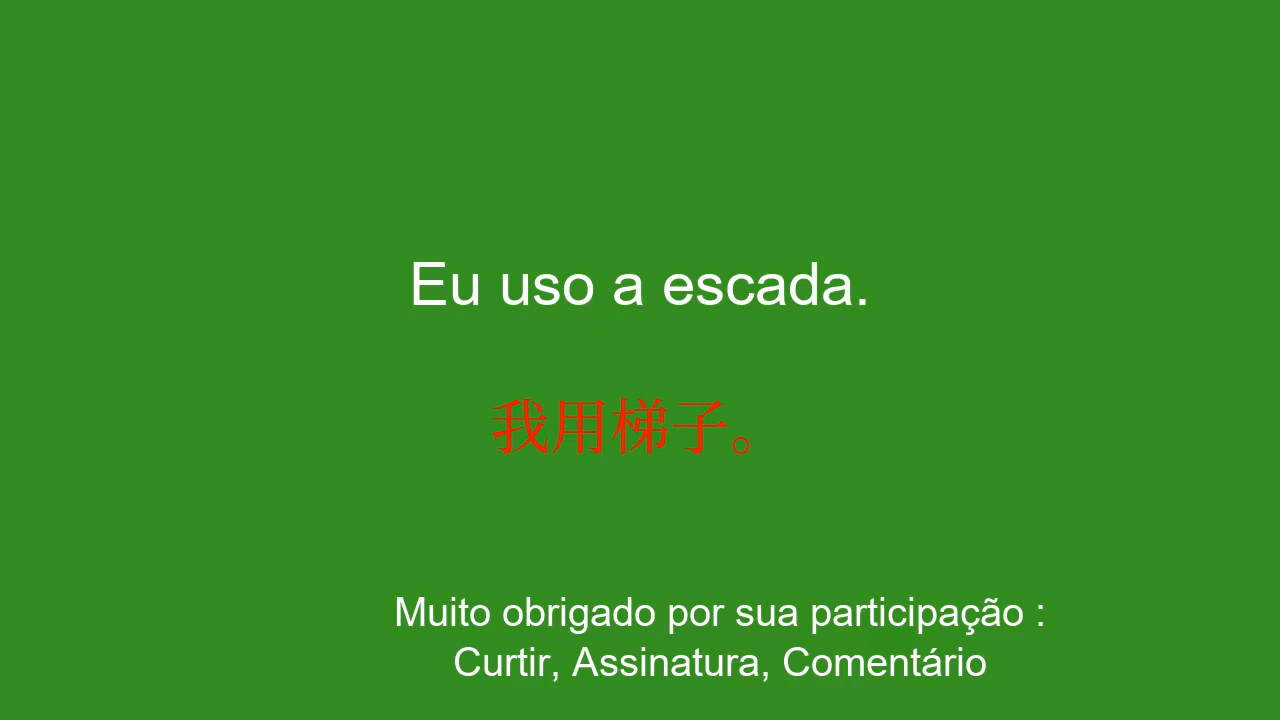 Eu uso a escada.
我用梯子。
Muito obrigado por sua participação :
Curtir, Assinatura, Comentário